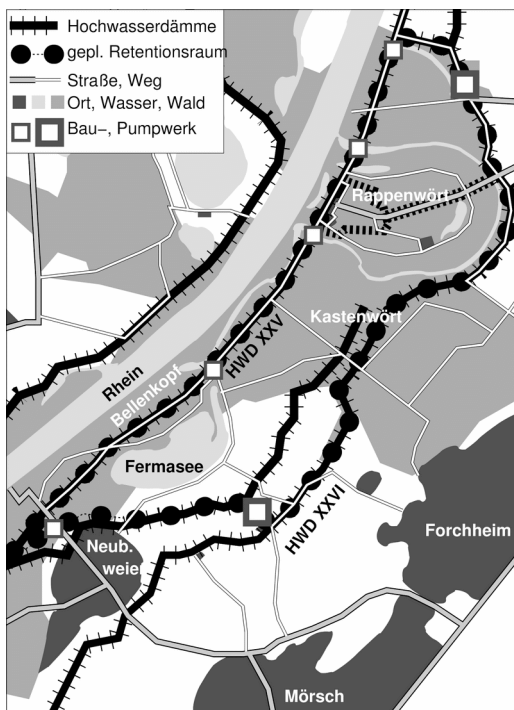 Hochwasserdämme
gepl. Retentionsraum
Straße, Weg
Ort, Wasser, Wald
Bau–, Pumpwerk
Rappenwört
Kastenwört
HWD XXV
Rhein
Bellenkopf
Fermasee
HWD XXVI
Forchheim
Neub.
weier
Mörsch